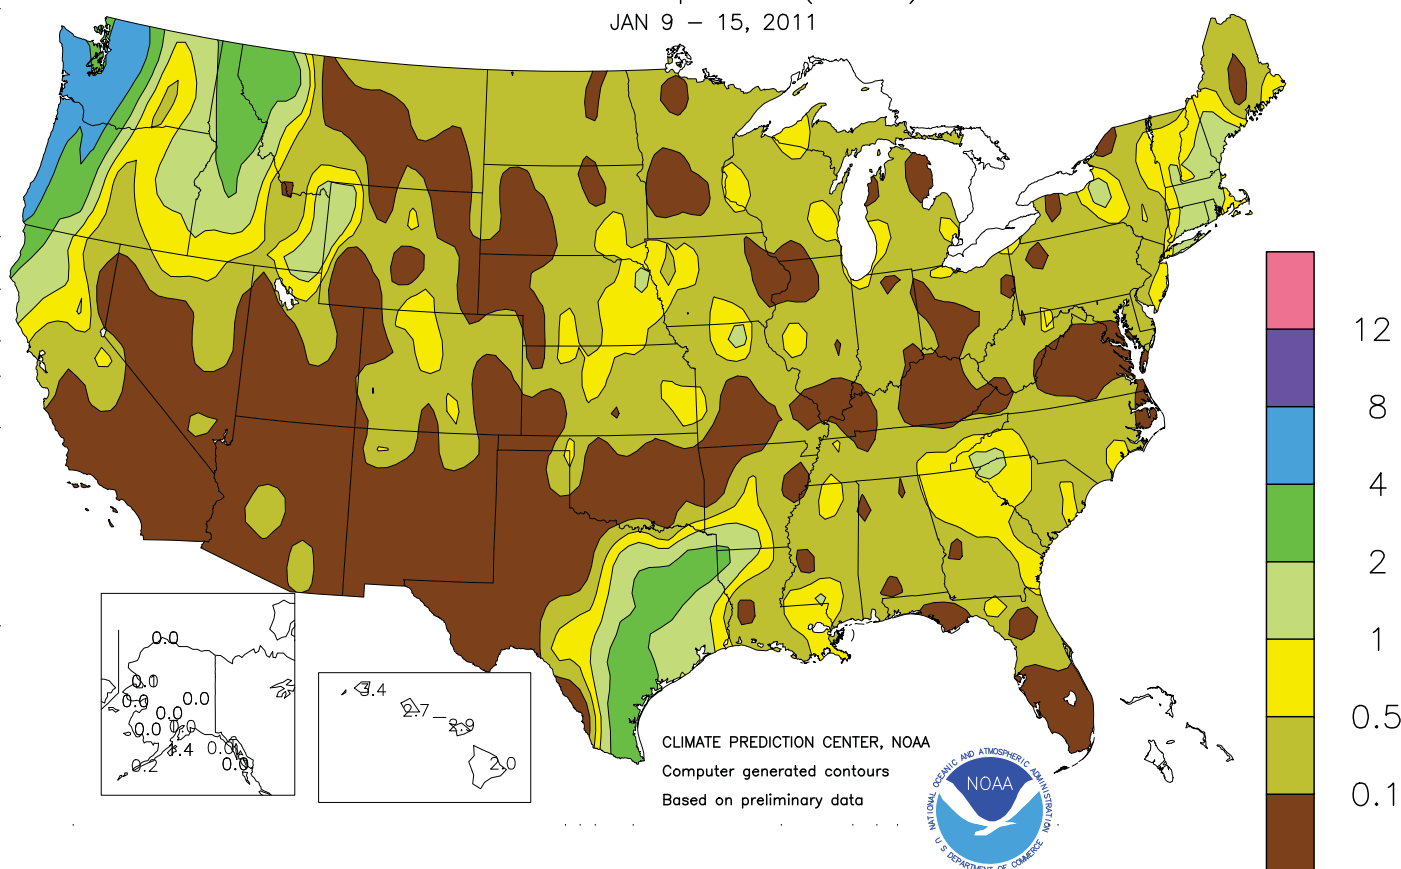 JAN 9 – 15, 2011
12
8
4
2
1
0.5
0.1
0.0
0.0
0.0
0.0
0.0
0.0
0.0
0.0
0.2
0.0
2.7
2.9
2.0
CLIMATE PREDICTION CENTER, NOAA
Computer generated contours
Based on preliminary data
NATIONAL OCEANIC AND ATMOSPHERIC ADMINISTRATION
NOAA
U S DEPARTMENT OF COMMERCE